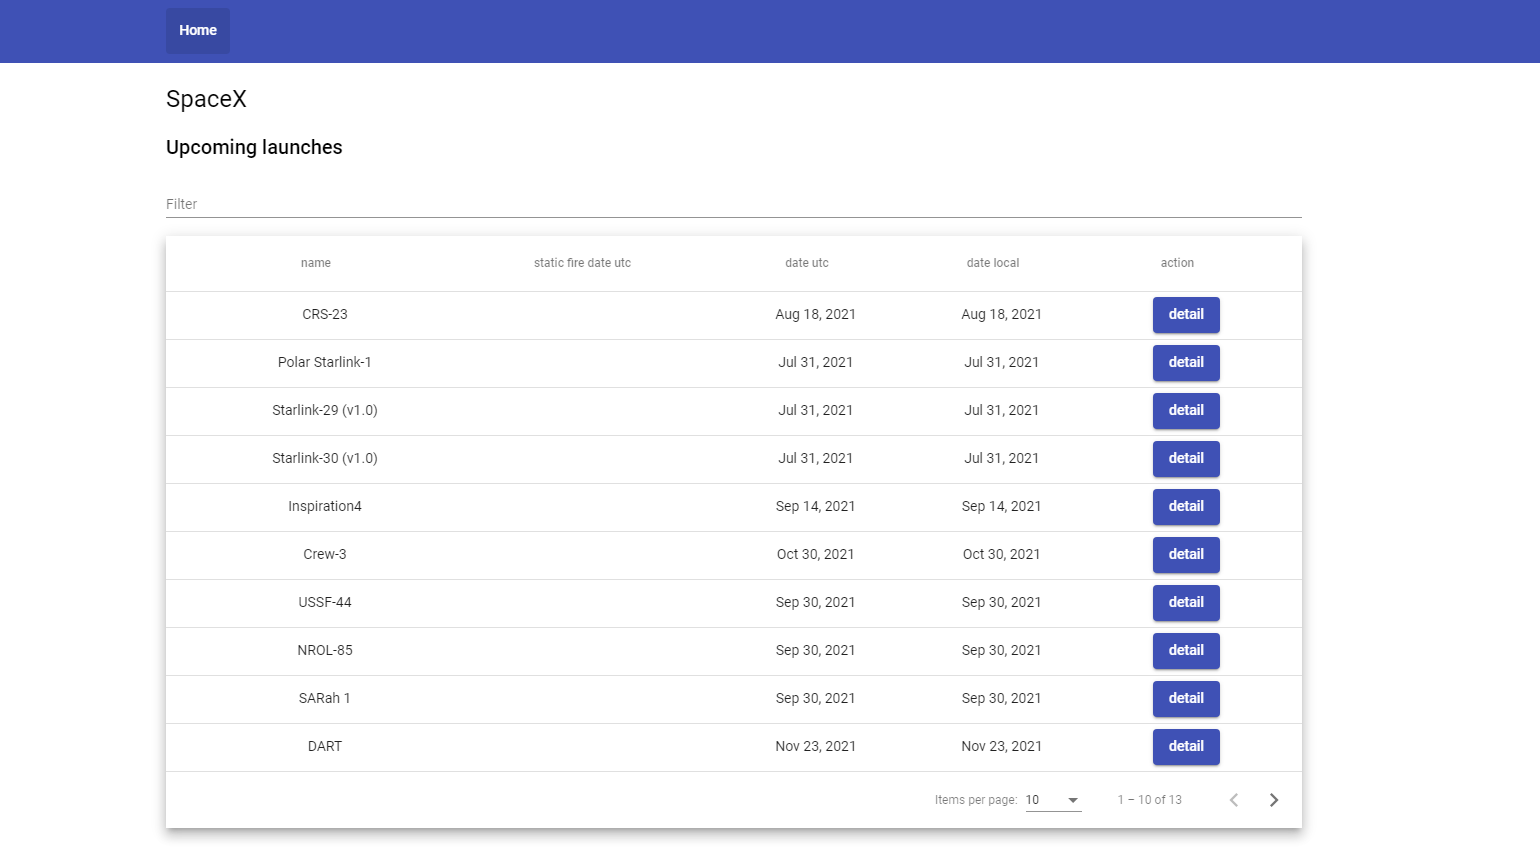 Home
SpaceX
Upcoming launches
Filter
name static fire date utc date utc date local action
CRS-23 Aug 18, 2021 Aug 18, 2021 detail
Polar Starlink-1 Jul 31, 2021 Jul 31, 2021 detail
Starlink-29 (v1.0) Jul 31, 2021 Jul 31, 2021 detail
Starlink-30 (v1.0) Jul 31, 2021 Jul 31, 2021 detail
Inspiration4 Sep 14, 2021 Sep 14, 2021 detail
Crew-3 Oct 30, 2021 Oct 30, 2021 detail
USSF-44 Sep 30, 2021 Sep 30, 2021 detail
NROL-85 Sep 30, 2021 Sep 30, 2021 detail
SARah 1 Sep 30, 2021 Sep 30, 2021 detail
DART Nov 23, 2021 Nov 23, 2021 detail
Items per page: 10 1 – 10 of 13